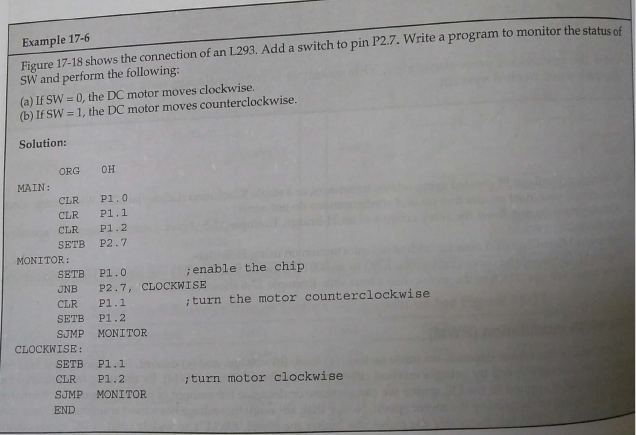 Example 17-6
Figure 17-18 shows the connection of an L293. Add a switch to pin P2.7. Write a program to monitor the status of
SW and perform the following:
(a) If SW = 0, the DC motor moves clockwise.
(b) If SW = 1, the DC motor moves counterclockwise.
Solution:
ORG 0H
MAIN:
CLR P1.0
CLR P1.1
CLR P1.2
SETB P2.7
MONITOR:
SETB P1.0 ;enable the chip
JNB P2.7, CLOCKWISE
CLR P1.1 ;turn the motor counterclockwise
SETB P1.2
SJMP MONITOR
CLOCKWISE:
SETB P1.1
CLR P1.2 ;turn motor clockwise
SJMP MONITOR
END